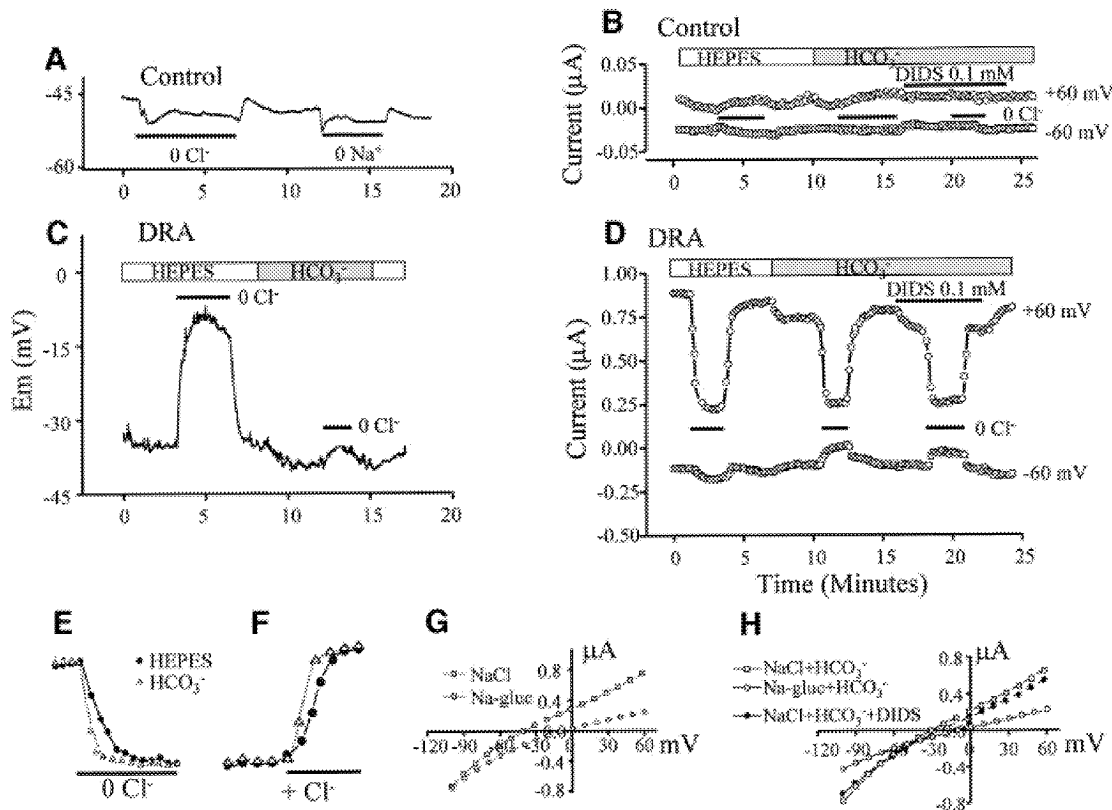 A
Control
-45
-60
0 Cl⁻
0 Na⁺
0 5 10 15 20
B
Control
HEPES HCO₃⁻
DIDS 0.1 mM
Current (µA)
0.05
0.00
-0.05
+60 mV
0 Cl⁻
-60 mV
0 5 10 15 20 25
C
DRA
HEPES HCO₃⁻
0 Cl⁻
0 Cl⁻
Em (mV)
0
-15
-30
-45
0 5 10 15 20
D
DRA
HEPES HCO₃⁻
DIDS 0.1 mM
Current (µA)
1.00
0.75
0.50
0.25
0.00
-0.25
-0.50
+60 mV
0 Cl⁻
-60 mV
0 5 10 15 20 25
Time (Minutes)
E
HEPES
HCO₃⁻
0 Cl⁻
F
+ Cl⁻
G
µA
NaCl
Na-gluc
0.8
0.4
-120 -90 -60 -30 0 30 60 mV
-0.4
-0.8
H
µA
NaCl+HCO₃⁻
Na-gluc+HCO₃⁻
NaCl+HCO₃⁻+DIDS
0.8
0.4
-120 -90 -60 -30 0 30 60 mV
-0.4
-0.8